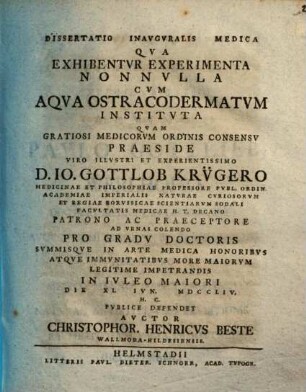 DISSERTATIO INAVGVRALIS MEDICA
QVA
EXHIBENTVR EXPERIMENTA
NONNVLLA
CVM
AQVA OSTRACODERMATVM
INSTITVTA
QVAM
GRATIOSI MEDICORVM ORDINIS CONSENSV
PRAESIDE
VIRO ILLVSTRI ET EXPERIENTISSIMO
D. IO. GOTTLOB KRÜGERO
MEDICINAE ET PHILOSOPHIAE PROFESSORE PVBL. ORDIN.
ACADEMIAE IMPERIALIS NATVRAE CVRIOSORVM
ET REGIAE BORVSSICAE SCIENTIARVM SODALI
FACVLTATIS MEDICAE H. T. DECANO
PATRONO AC PRAECEPTORE
AD VENAS COLENDO
PRO GRADV DOCTORIS
SVMMISQVE IN ARTE MEDICA HONORIBVS
ATQVE IMMVNITATIBVS MORE MAIORVM
LEGITIME IMPETRANDIS
IN IVLEO MAIORI
DIE XI IVN. MDCCLIV.
H. C.
PVBLICE DEFENDET
AVCTOR
CHRISTOPHOR. HENRICVS BESTE
WALLMODA-HILDESIENSIS.
HELMSTADII
LITTERIS PAVL. DIETER. SCHNORR, ACAD. TYPOGR.